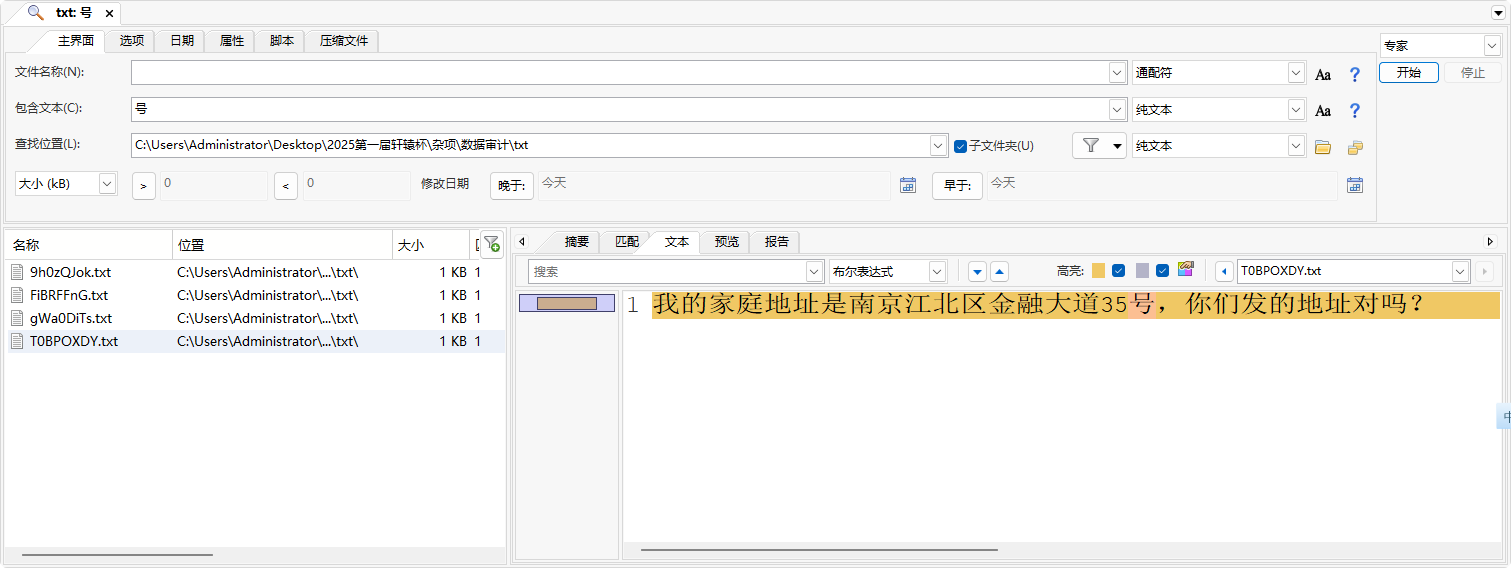 txt: 号
主界面 选项 日期 属性 脚本 压缩文件
专家
文件名称(N): 通配符 Aa ? 开始 停止
包含文本(C): 号 纯文本 Aa ?
查找位置(L): C:\Users\Administrator\Desktop\2025第一届轩辕杯\杂项\数据审计\txt 子文件夹(U) 纯文本
大小 (kB) > 0 < 0 修改日期 晚于: 今天 早于: 今天
名称 位置 大小
9h0zQJok.txt C:\Users\Administrator\...\txt\ 1 KB 1
FiBRFFnG.txt C:\Users\Administrator\...\txt\ 1 KB 1
gWa0DiTs.txt C:\Users\Administrator\...\txt\ 1 KB 1
T0BPOXDY.txt C:\Users\Administrator\...\txt\ 1 KB 1
摘要 匹配 文本 预览 报告
搜索 布尔表达式 高亮: T0BPOXDY.txt
1 我的家庭地址是南京江北区金融大道35号，你们发的地址对吗？